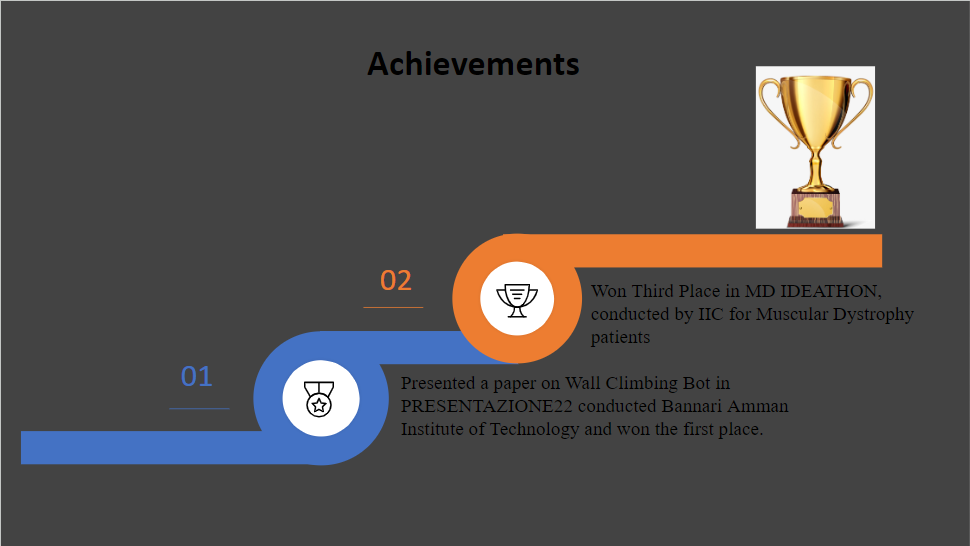 Achievements
02
Won Third Place in MD IDEATHON,
conducted by IIC for Muscular Dystrophy
patients
01
Presented a paper on Wall Climbing Bot in
PRESENTAZIONE22 conducted Bannari Amman
Institute of Technology and won the first place.